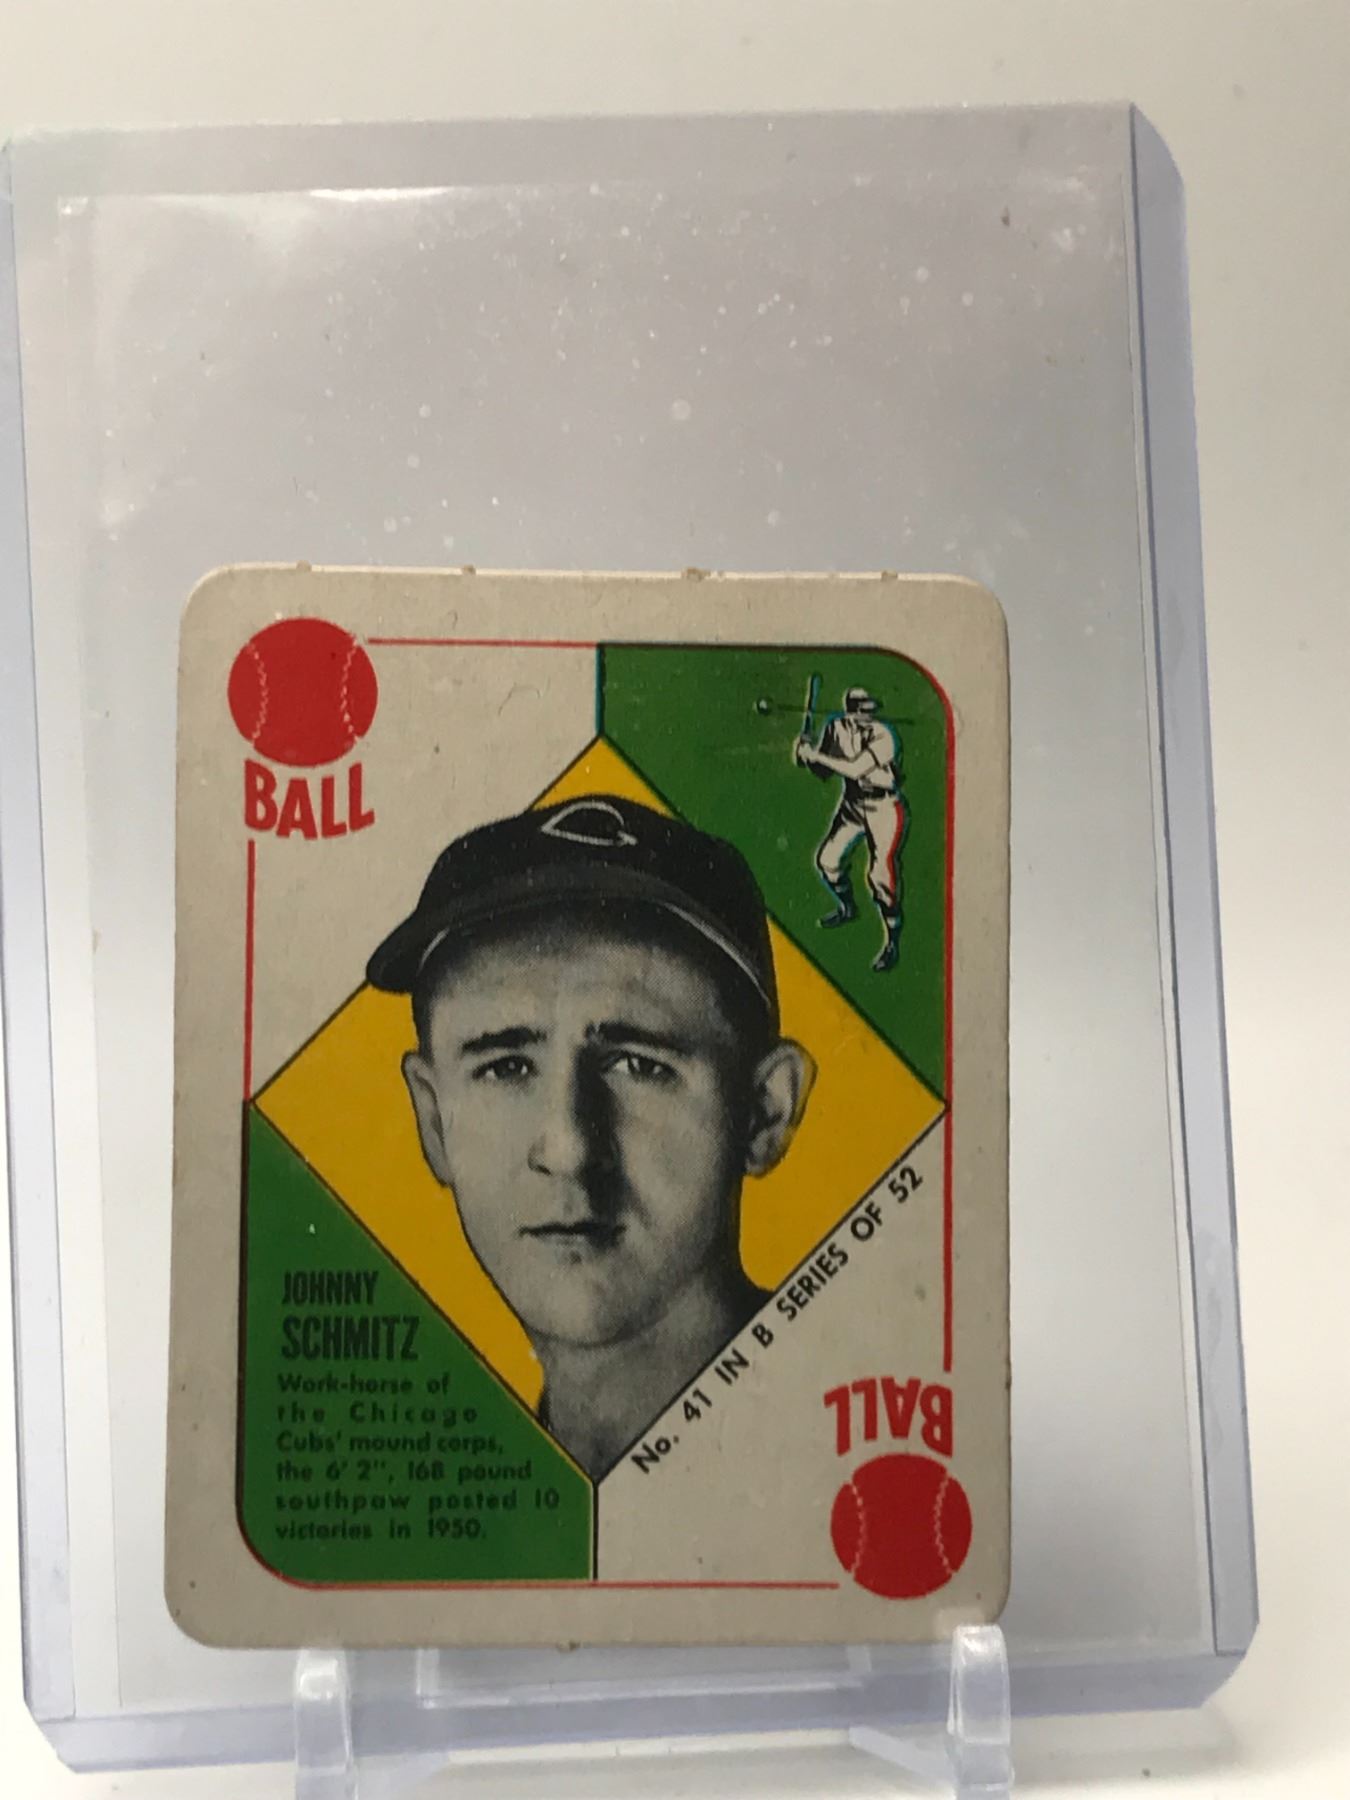 BALL
JOHNNY
SCHMITZ
Work-horse of
the Chicago
Cubs' mound corps,
the 6' 2", 168 pound
southpaw posted 10
victories in 1950.
No. 41 IN B SERIES OF 52
BALL